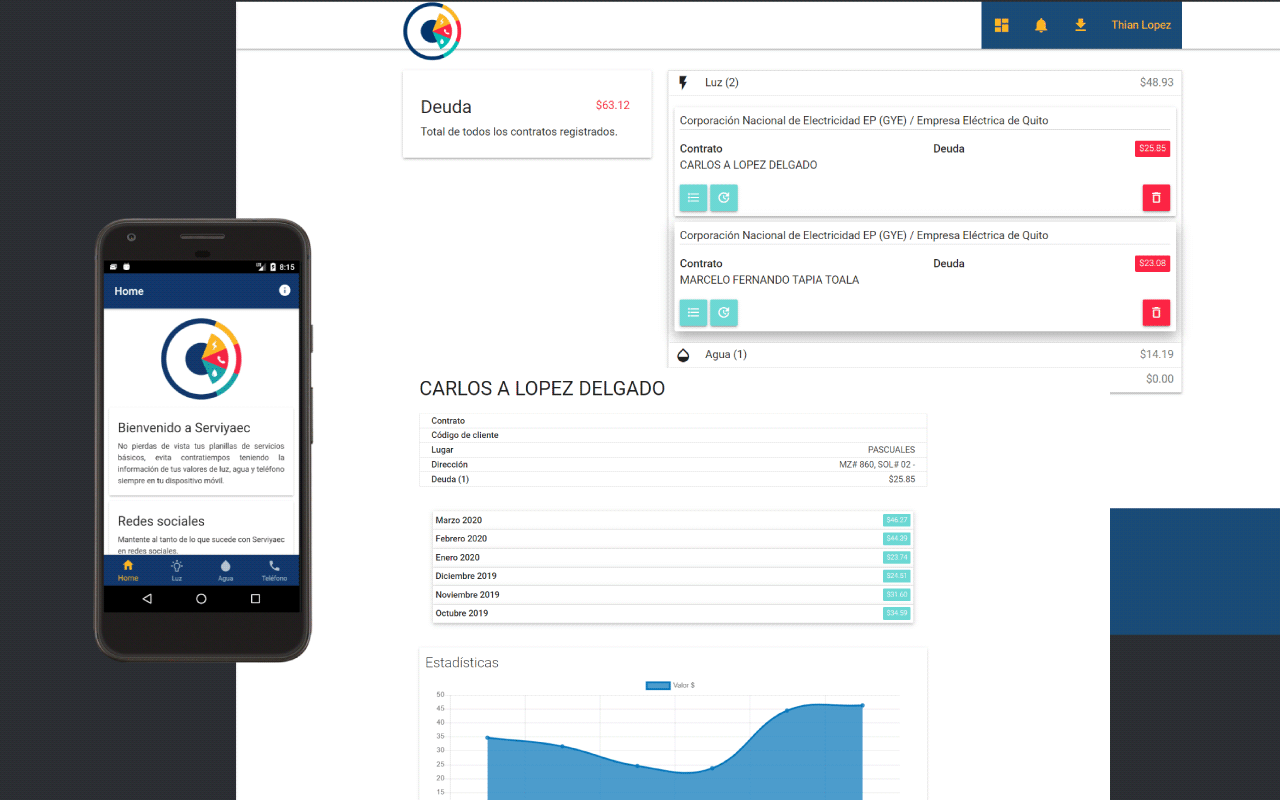 Thian Lopez
Deuda
$63.12
Total de todos los contratos registrados.
Luz (2)
$48.93
Corporación Nacional de Electricidad EP (GYE) / Empresa Eléctrica de Quito
Contrato
Deuda
$25.85
CARLOS A LOPEZ DELGADO
Corporación Nacional de Electricidad EP (GYE) / Empresa Eléctrica de Quito
Contrato
Deuda
$23.08
MARCELO FERNANDO TAPIA TOALA
Agua (1)
$14.19
$0.00
8:15
Home
Bienvenido a Serviyaec
No pierdas de vista tus planillas de servicios
básicos, evita contratiempos teniendo la
información de tus valores de luz, agua y teléfono
siempre en tu dispositivo móvil.
Redes sociales
Mantente al tanto de lo que sucede con Serviyaec
en redes sociales.
Home
Luz
Agua
Teléfono
CARLOS A LOPEZ DELGADO
Contrato
Código de cliente
Lugar
PASCUALES
Dirección
MZ# 860, SOL# 02 -
Deuda (1)
$25.85
Marzo 2020
$46.27
Febrero 2020
$44.39
Enero 2020
$23.74
Diciembre 2019
$24.51
Noviembre 2019
$31.60
Octubre 2019
$34.59
Estadísticas
Valor $
50
45
40
35
30
25
20
15